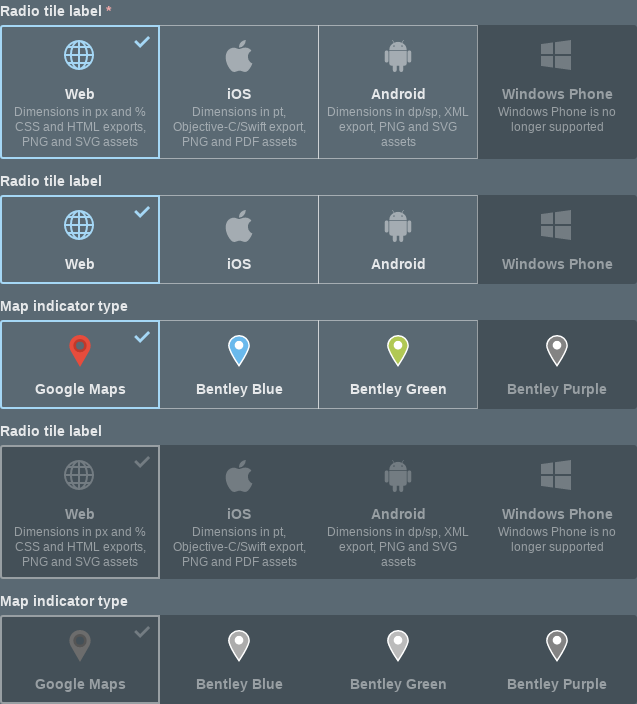 Radio tile label *
Web
Dimensions in px and %
CSS and HTML exports,
PNG and SVG assets
iOS
Dimensions in pt,
Objective-C/Swift export,
PNG and PDF assets
Android
Dimensions in dp/sp, XML
export, PNG and SVG
assets
Windows Phone
Windows Phone is no
longer supported
Radio tile label
Web
iOS
Android
Windows Phone
Map indicator type
Google Maps
Bentley Blue
Bentley Green
Bentley Purple
Radio tile label
Web
Dimensions in px and %
CSS and HTML exports,
PNG and SVG assets
iOS
Dimensions in pt,
Objective-C/Swift export,
PNG and PDF assets
Android
Dimensions in dp/sp, XML
export, PNG and SVG
assets
Windows Phone
Windows Phone is no
longer supported
Map indicator type
Google Maps
Bentley Blue
Bentley Green
Bentley Purple